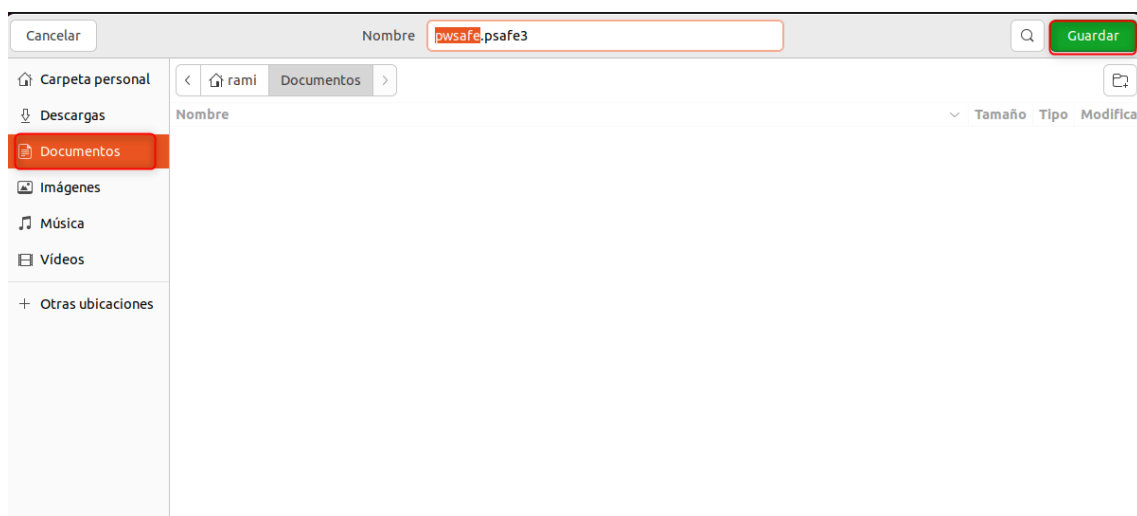 Cancelar Nombre pwsafe.psafe3 Guardar
Carpeta personal rami Documentos
Descargas Nombre Tamaño Tipo Modifica
Documentos
Imágenes
Música
Vídeos
Otras ubicaciones